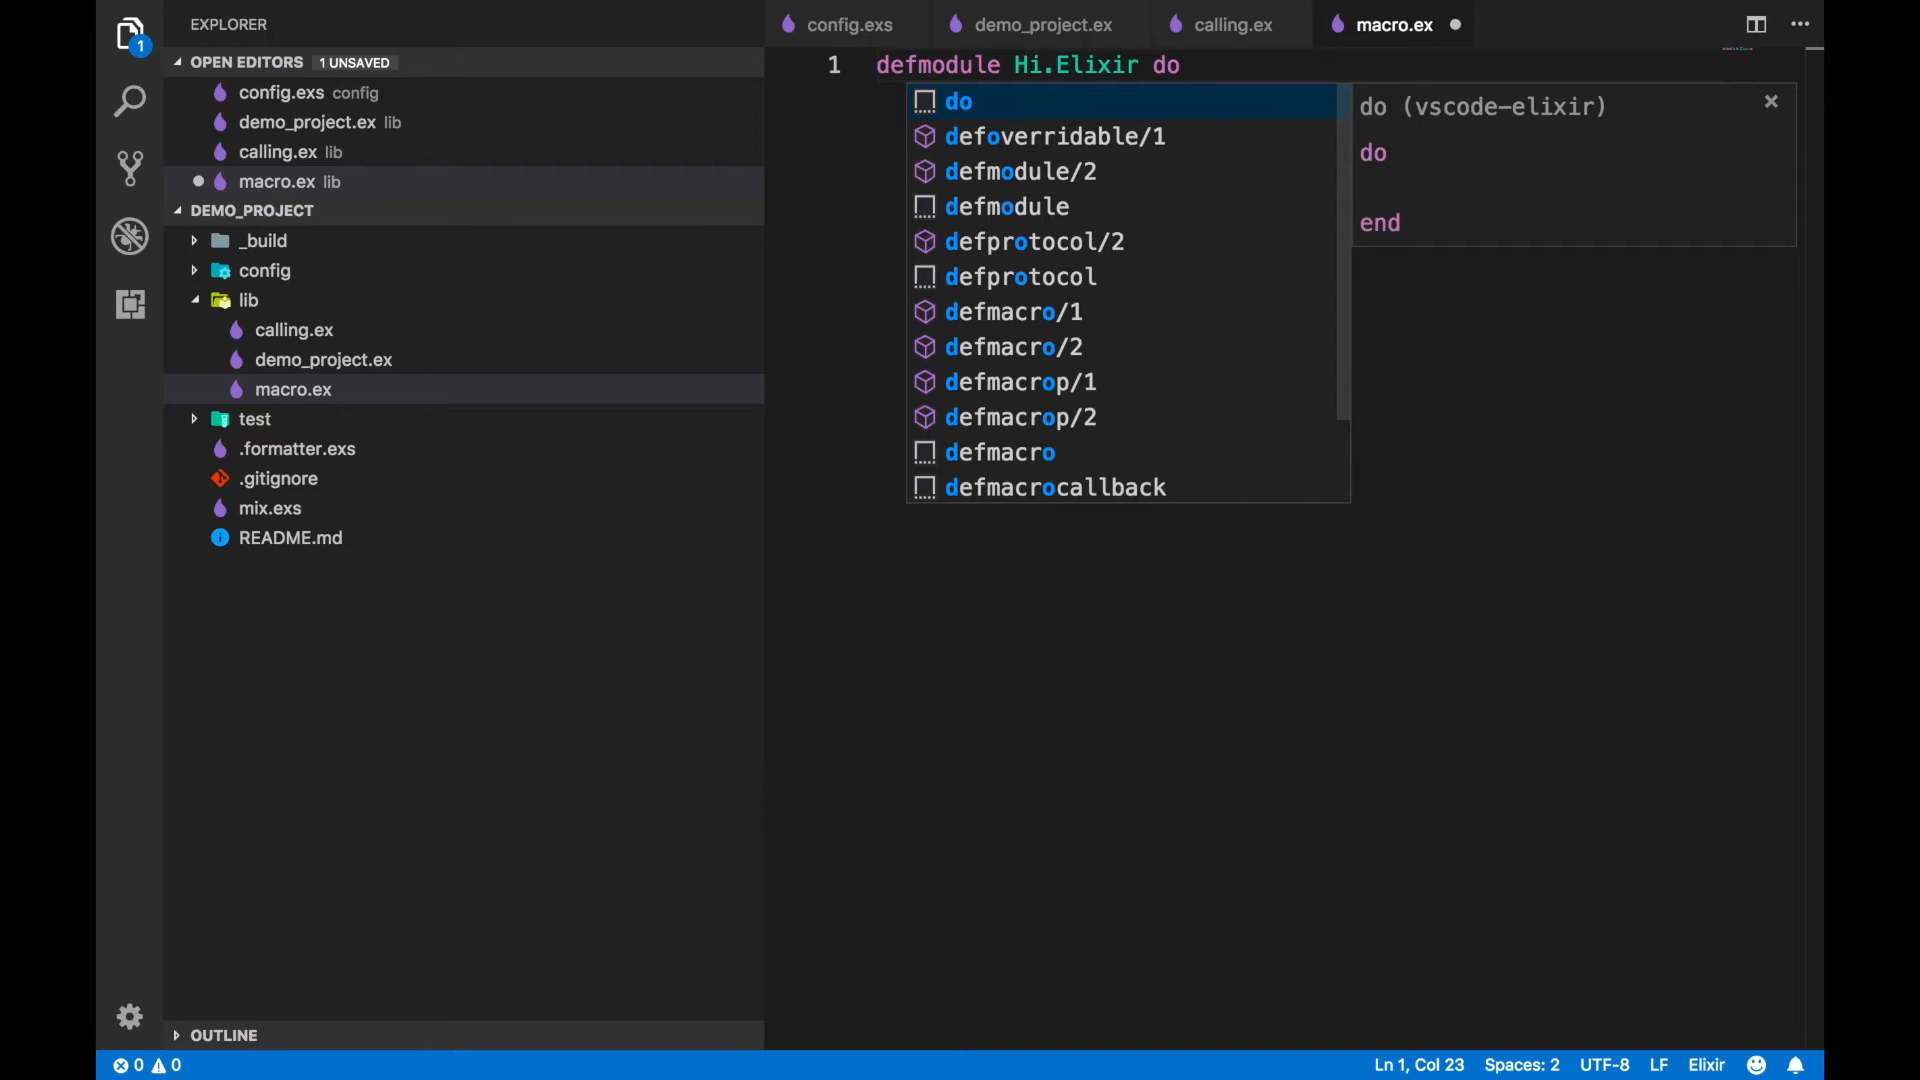 EXPLORER
OPEN EDITORS 1 UNSAVED
config.exs config
demo_project.ex lib
calling.ex lib
macro.ex lib
DEMO_PROJECT
_build
config
lib
calling.ex
demo_project.ex
macro.ex
test
.formatter.exs
.gitignore
mix.exs
README.md
OUTLINE
1
config.exs demo_project.ex calling.ex macro.ex
1 defmodule Hi.Elixir do
do
defoverridable/1
defmodule/2
defmodule
defprotocol/2
defprotocol
defmacro/1
defmacro/2
defmacrop/1
defmacrop/2
defmacro
defmacrocallback
do (vscode-elixir)
do
end
0 0 Ln 1, Col 23 Spaces: 2 UTF-8 LF Elixir